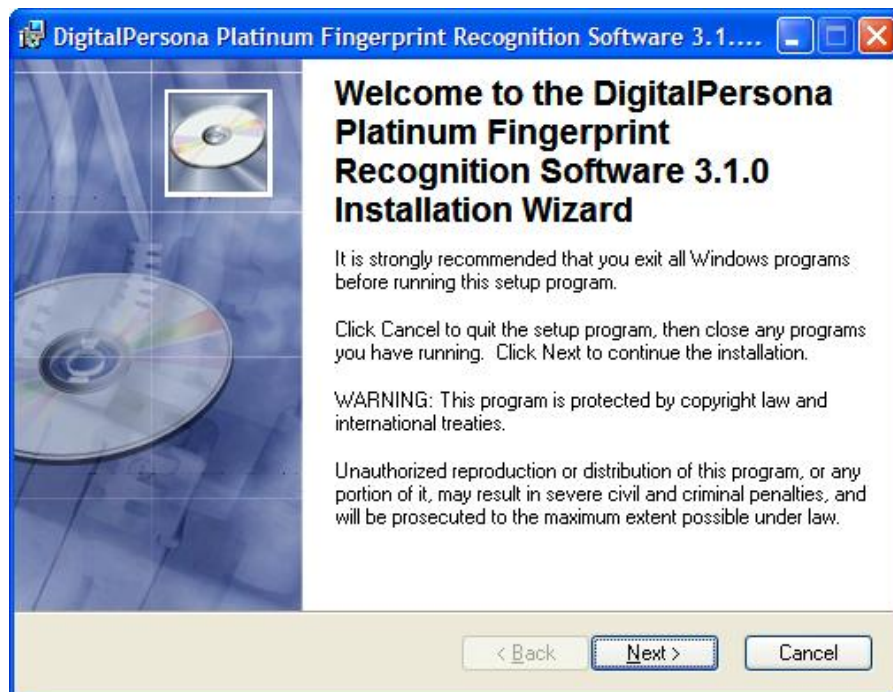 DigitalPersona Platinum Fingerprint Recognition Software 3.1....
Welcome to the DigitalPersona
Platinum Fingerprint
Recognition Software 3.1.0
Installation Wizard
It is strongly recommended that you exit all Windows programs
before running this setup program.
Click Cancel to quit the setup program, then close any programs
you have running.  Click Next to continue the installation.
WARNING: This program is protected by copyright law and
international treaties.
Unauthorized reproduction or distribution of this program, or any
portion of it, may result in severe civil and criminal penalties, and
will be prosecuted to the maximum extent possible under law.
< Back Next > Cancel